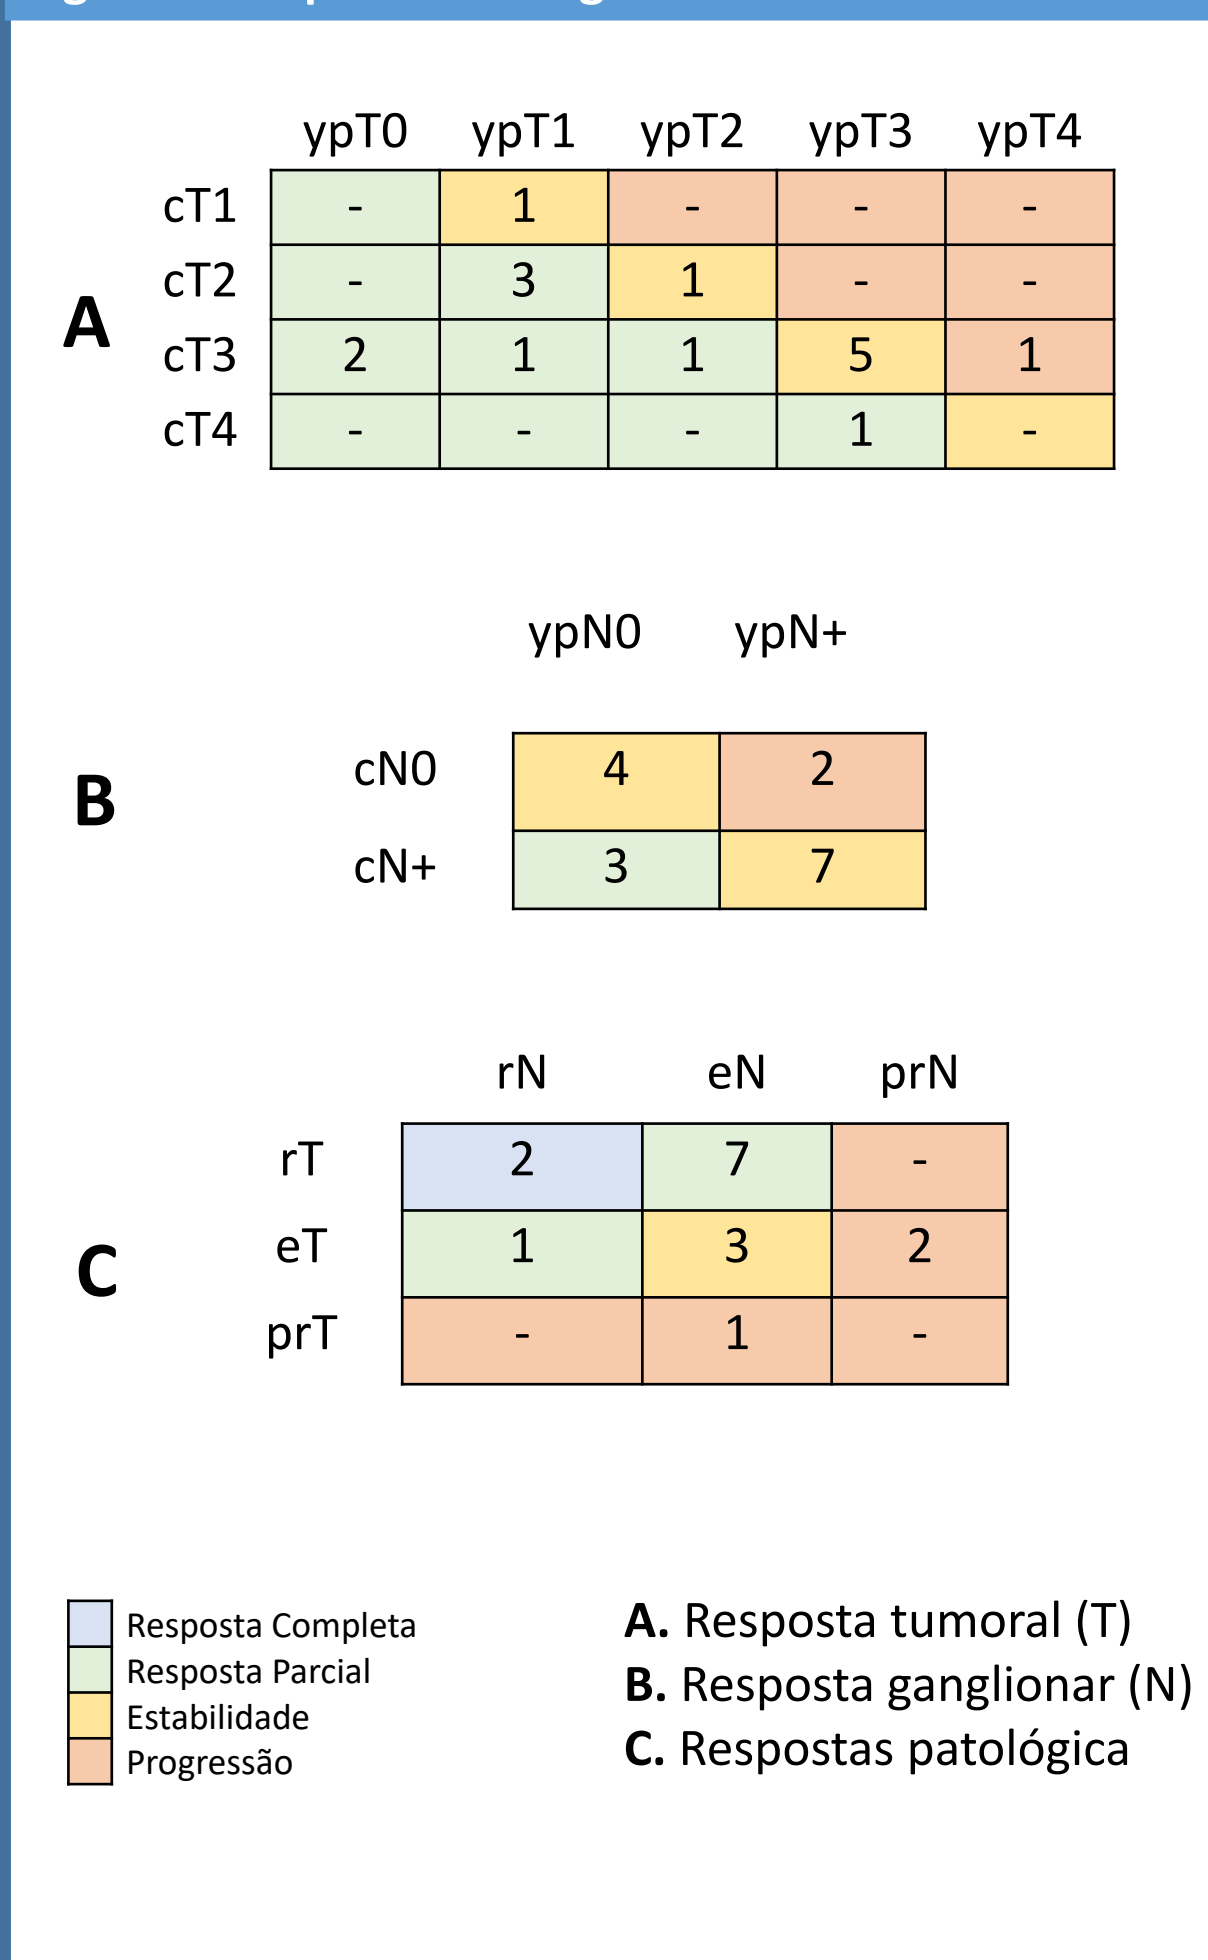 ypT0 ypT1 ypT2 ypT3 ypT4
cT1 - 1 - - -
cT2 - 3 1 - -
A
cT3 2 1 1 5 1
cT4 - - - 1 -
ypN0 ypN+
cN0 4 2
B
cN+ 3 7
rN eN prN
rT 2 7 -
eT 1 3 2
C
prT - 1 -
Resposta Completa
Resposta Parcial
Estabilidade
Progressão
A. Resposta tumoral (T)
B. Resposta ganglionar (N)
C. Respostas patológica